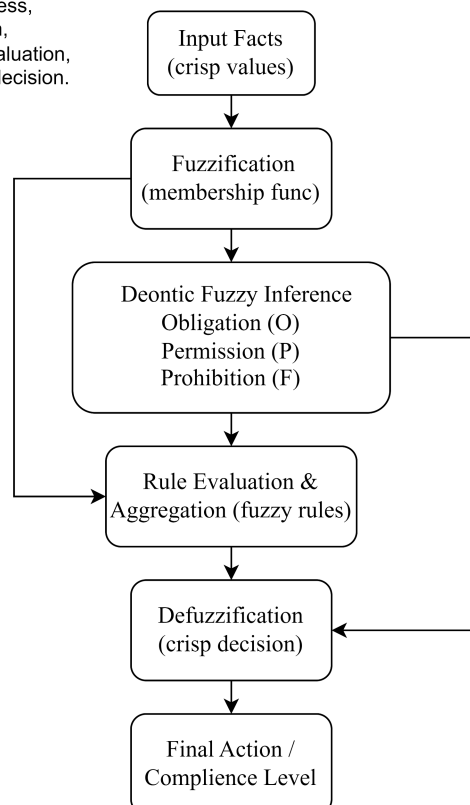 ess,
aluation,
decision.
Input Facts
(crisp values)
Fuzzification
(membership func)
Deontic Fuzzy Inference
Obligation (O)
Permission (P)
Prohibition (F)
Rule Evaluation &
Aggregation (fuzzy rules)
Defuzzification
(crisp decision)
Final Action /
Complience Level